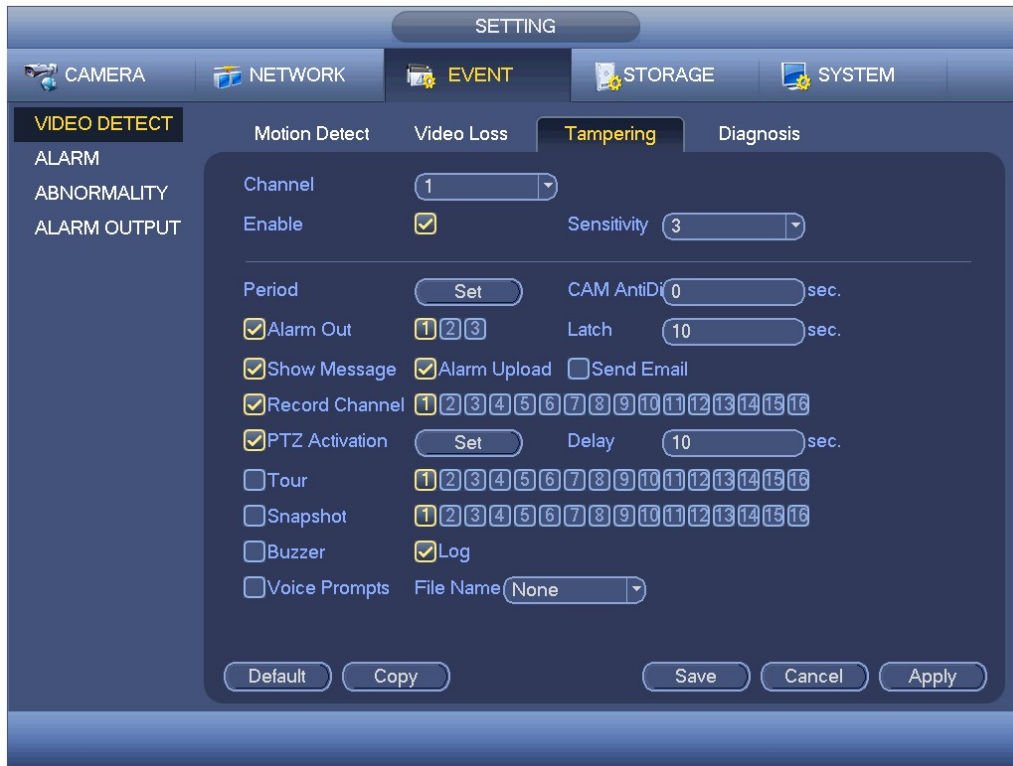 SETTING
CAMERA NETWORK EVENT STORAGE SYSTEM
VIDEO DETECT
ALARM
ABNORMALITY
ALARM OUTPUT
Motion Detect Video Loss Tampering Diagnosis
Channel 1
Enable Sensitivity 3
Period Set CAM AntiDi 0 sec.
Alarm Out 1 2 3 Latch 10 sec.
Show Message Alarm Upload Send Email
Record Channel 1 2 3 4 5 6 7 8 9 10 11 12 13 14 15 16
PTZ Activation Set Delay 10 sec.
Tour 1 2 3 4 5 6 7 8 9 10 11 12 13 14 15 16
Snapshot 1 2 3 4 5 6 7 8 9 10 11 12 13 14 15 16
Buzzer Log
Voice Prompts File Name None
Default Copy Save Cancel Apply